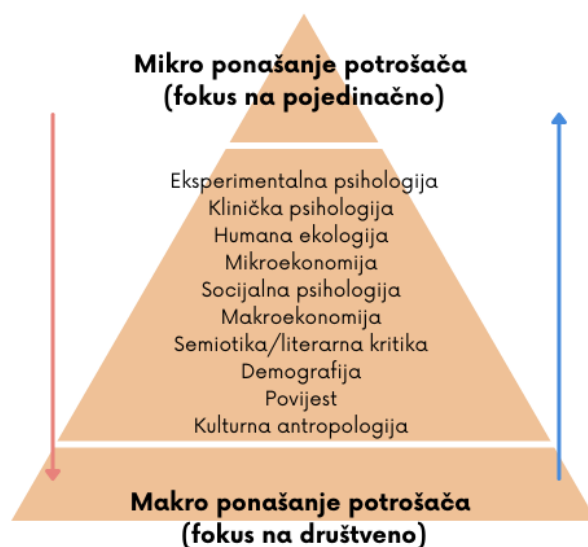 Mikro ponašanje potrošača
(fokus na pojedinačno)
Eksperimentalna psihologija
Klinička psihologija
Humana ekologija
Mikroekonomija
Socijalna psihologija
Makroekonomija
Semiotika/literarna kritika
Demografija
Povijest
Kulturna antropologija
Makro ponašanje potrošača
(fokus na društveno)